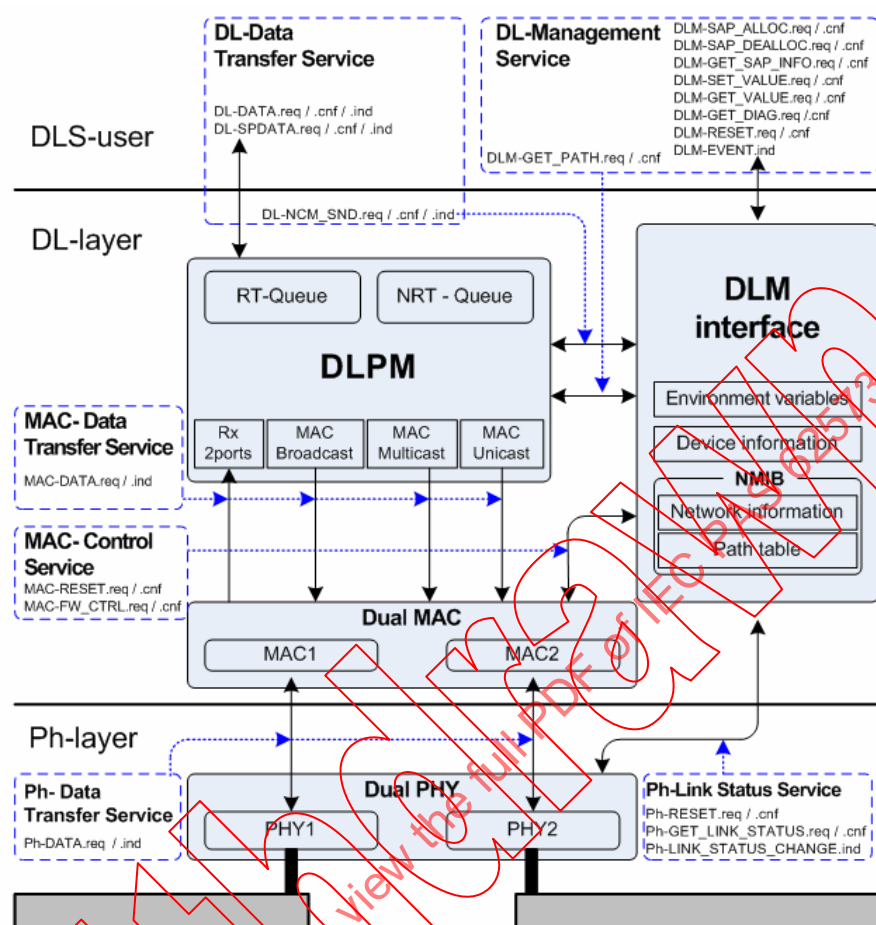 DL-Data
Transfer Service
DL-DATA.req / .cnf / .ind
DL-SPDATA.req / .cnf / .ind
DL-NCM_SND.req / .cnf / .ind
DL-Management
Service
DLM-SAP_ALLOC.req / .cnf
DLM-SAP_DEALLOC.req / .cnf
DLM-GET_SAP_INFO.req / .cnf
DLM-SET_VALUE.req / .cnf
DLM-GET_VALUE.req / .cnf
DLM-GET_DIAG.req/.cnf
DLM-RESET.req / .cnf
DLM-EVENT.ind
DLM-GET_PATH.req / .cnf
DLS-user
DL-layer
RT-Queue
NRT - Queue
DLPM
Rx
2ports
MAC
Broadcast
MAC
Multicast
MAC
Unicast
DLM
interface
Environment variables
Device information
NMIB
Network information
Path table
MAC- Data
Transfer Service
MAC-DATA.req / .ind
MAC- Control
Service
MAC-RESET.req / .cnf
MAC-FW_CTRL.req / .cnf
Dual MAC
MAC1
MAC2
Ph-layer
Ph- Data
Transfer Service
Ph-DATA.req / .ind
Dual PHY
PHY1
PHY2
Ph-Link Status Service
Ph-RESET.req / .cnf
Ph-GET_LINK_STATUS.req / .cnf
Ph-LINK_STATUS_CHANGE.ind
view the full PDF of IEC PAS 62573